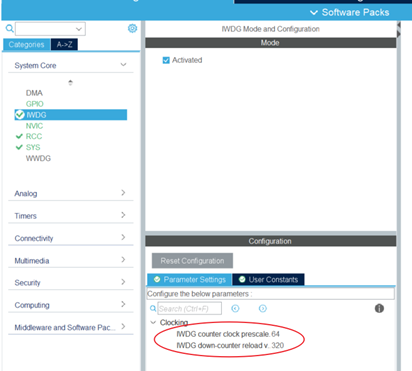 Software Packs
IWDG Mode and Configuration
Mode
Categories A->Z
Activated
System Core
DMA
GPIO
IWDG
NVIC
RCC
SYS
WWDG
Analog
Timers
Connectivity
Multimedia
Security
Computing
Middleware and Software Pac...
Configuration
Reset Configuration
Parameter Settings User Constants
Configure the below parameters :
Search (Ctrl+F)
Clocking
IWDG counter clock prescale. 64
IWDG down-counter reload v. 320